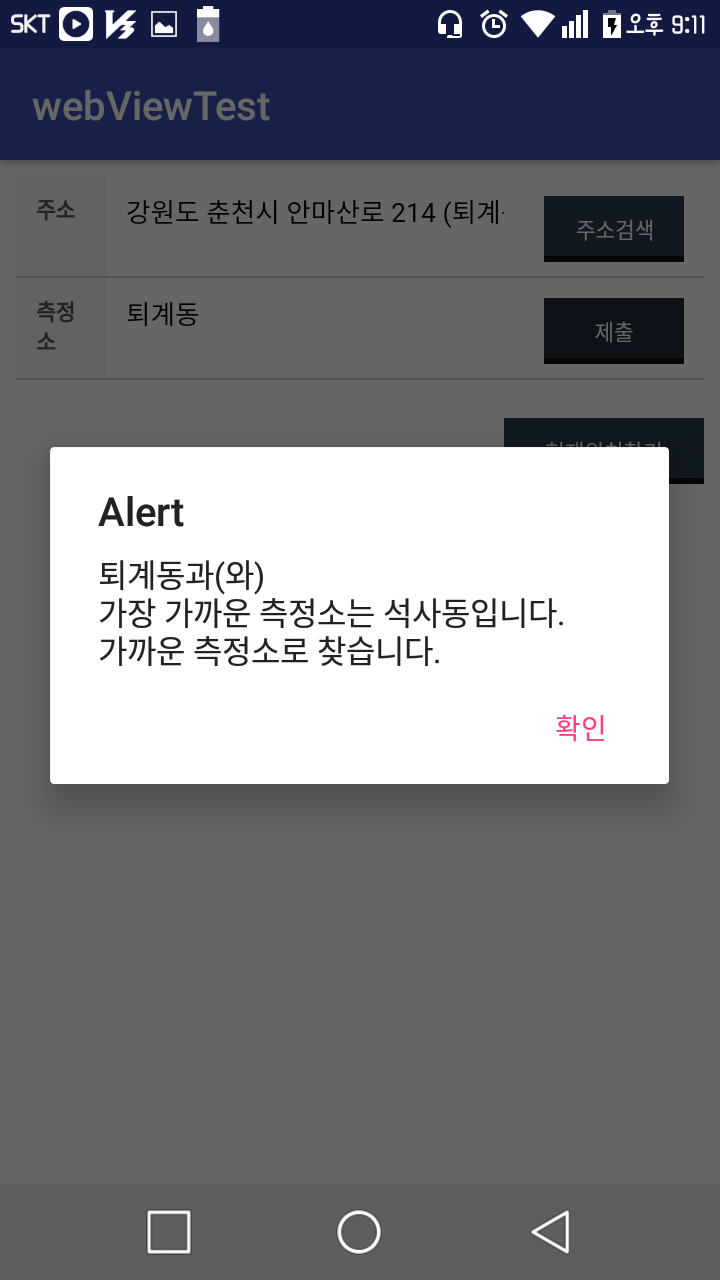 SKT 오후 9:11
webViewTest
주소 강원도 춘천시 안마산로 214 (퇴계 주소검색
측정
소 퇴계동 제출
Alert
퇴계동과(와)
가장 가까운 측정소는 석사동입니다.
가까운 측정소로 찾습니다.
확인